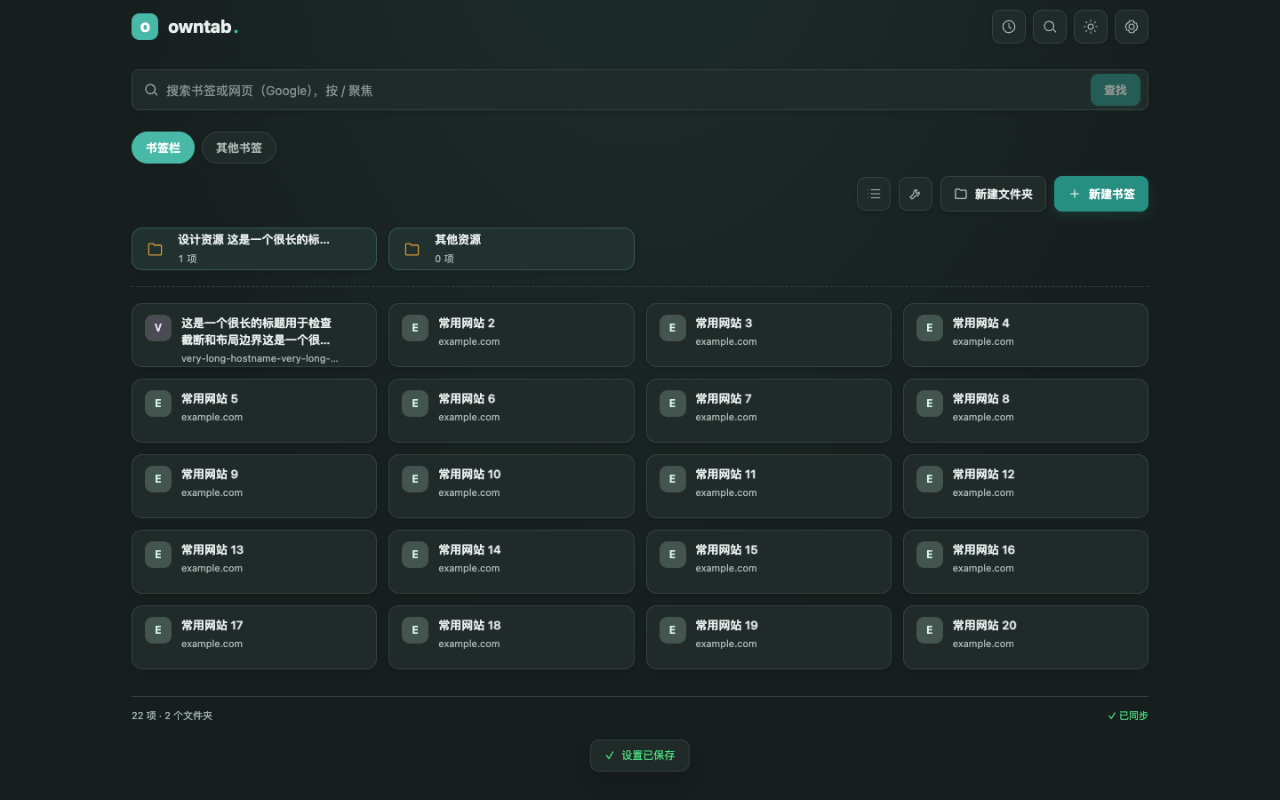 o owntab.
搜索书签或网页（Google），按 / 聚焦
查找
书签栏
其他书签
新建文件夹
新建书签
设计资源 这是一个很长的标...
1 项
其他资源
0 项
V
这是一个很长的标题用于检查
截断和布局边界这是一个很...
very-long-hostname-very-long-...
E
常用网站 2
example.com
E
常用网站 3
example.com
E
常用网站 4
example.com
E
常用网站 5
example.com
E
常用网站 6
example.com
E
常用网站 7
example.com
E
常用网站 8
example.com
E
常用网站 9
example.com
E
常用网站 10
example.com
E
常用网站 11
example.com
E
常用网站 12
example.com
E
常用网站 13
example.com
E
常用网站 14
example.com
E
常用网站 15
example.com
E
常用网站 16
example.com
E
常用网站 17
example.com
E
常用网站 18
example.com
E
常用网站 19
example.com
E
常用网站 20
example.com
22 项 · 2 个文件夹
已同步
设置已保存